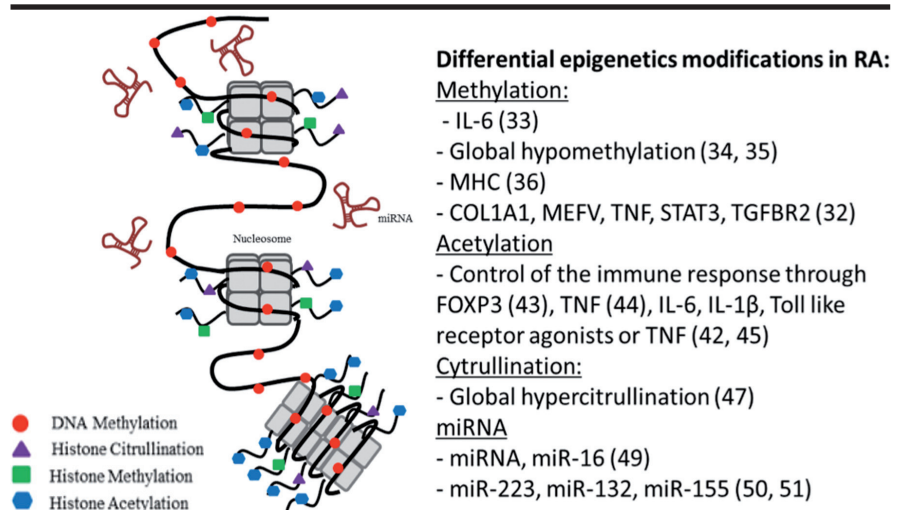 Differential epigenetics modifications in RA:
Methylation:
- IL-6 (33)
- Global hypomethylation (34, 35)
- MHC (36)
- COL1A1, MEFV, TNF, STAT3, TGFBR2 (32)
Acetylation
- Control of the immune response through
FOXP3 (43), TNF (44), IL-6, IL-1β, Toll like
receptor agonists or TNF (42, 45)
Cytrullination:
- Global hypercitrullination (47)
miRNA
- miRNA, miR-16 (49)
- miR-223, miR-132, miR-155 (50, 51)
miRNA
Nucleosome
DNA Methylation
Histone Citrullination
Histone Methylation
Histone Acetylation